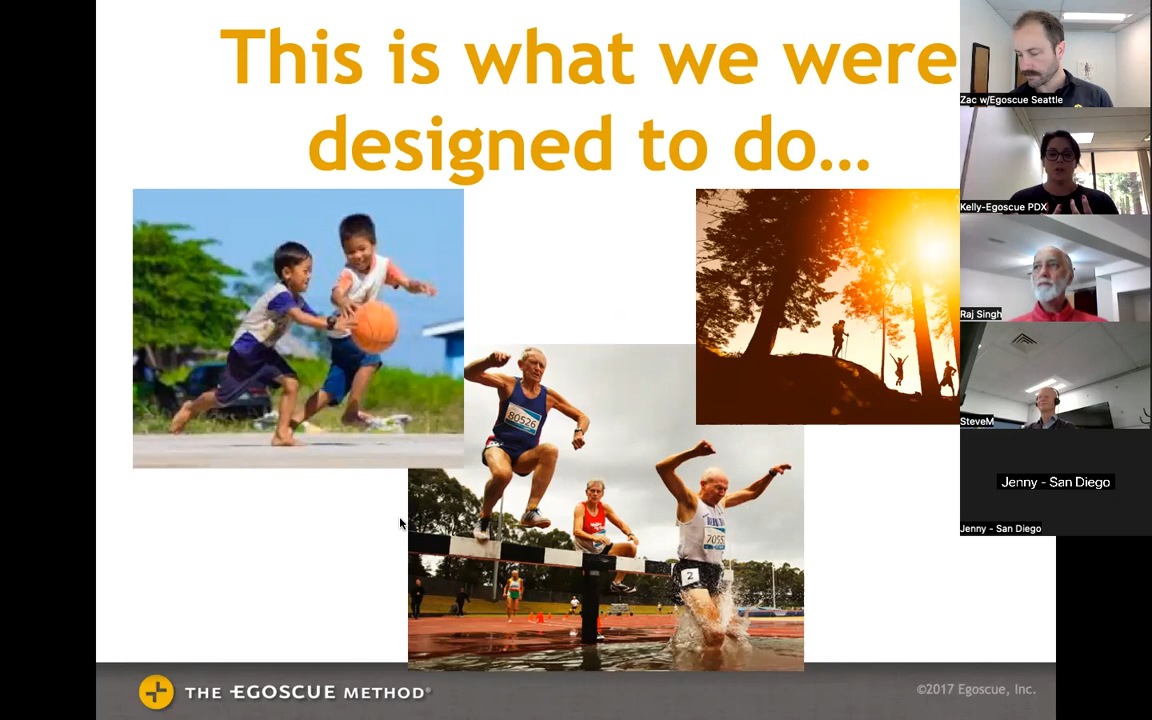 This is what we were
designed to do...
Zac w/Egoscue Seattle
Kelly-Egoscue PDX
Raj Singh
SteveM
Jenny - San Diego
Jenny - San Diego
80526
7055
2
THE EGOSCUE METHOD®
©2017 Egoscue, Inc.